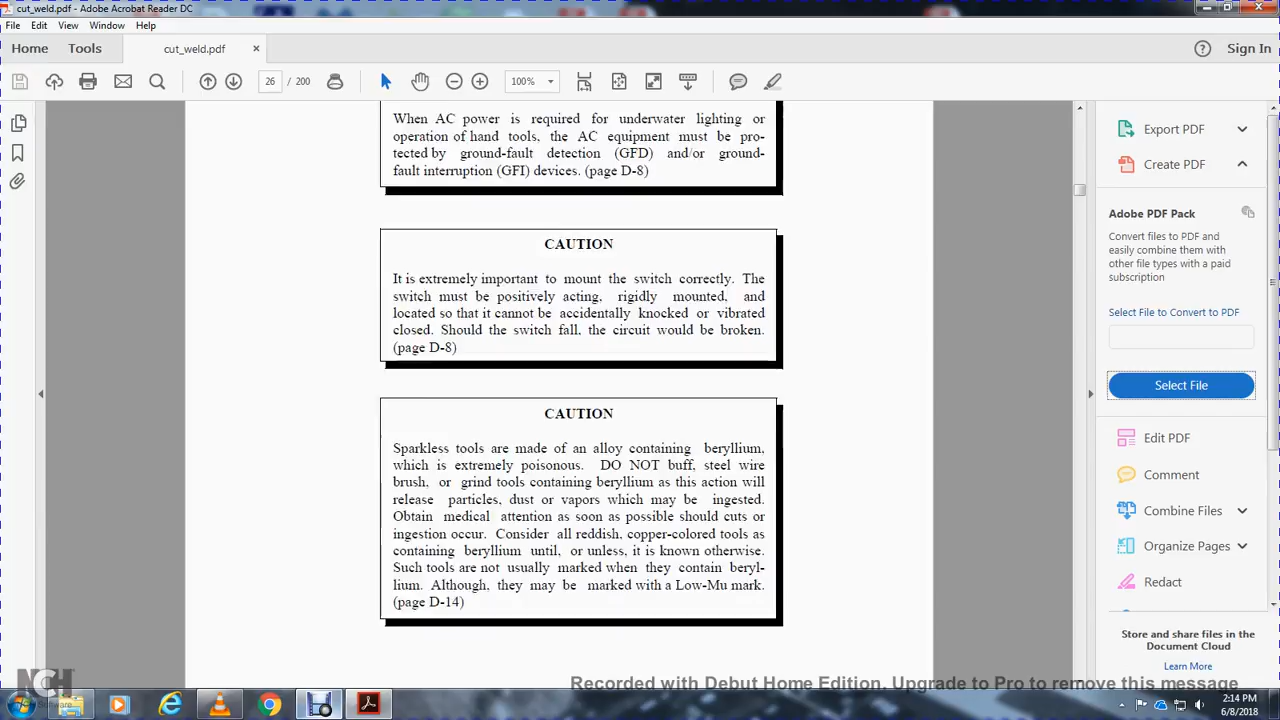 cut_weld.pdf - Adobe Acrobat Reader DC
File Edit View Window Help
Home Tools cut_weld.pdf × Sign In
26 / 200 100%
When AC power is required for underwater lighting or
operation of hand tools, the AC equipment must be pro-
tected by ground-fault detection (GFD) and/or ground-
fault interruption (GFI) devices. (page D-8)
CAUTION
It is extremely important to mount the switch correctly. The
switch must be positively acting, rigidly mounted, and
located so that it cannot be accidentally knocked or vibrated
closed. Should the switch fall, the circuit would be broken.
(page D-8)
CAUTION
Sparkless tools are made of an alloy containing beryllium,
which is extremely poisonous. DO NOT buff, steel wire
brush, or grind tools containing beryllium as this action will
release particles, dust or vapors which may be ingested.
Obtain medical attention as soon as possible should cuts or
ingestion occur. Consider all reddish, copper-colored tools as
containing beryllium until, or unless, it is known otherwise.
Such tools are not usually marked when they contain beryl-
lium. Although, they may be marked with a Low-Mu mark.
(page D-14)
Export PDF
Create PDF
Adobe PDF Pack
Convert files to PDF and
easily combine them with
other file types with a paid
subscription
Select File to Convert to PDF
Select File
Edit PDF
Comment
Combine Files
Organize Pages
Redact
Store and share files in the
Document Cloud
Learn More
Recorded with Debut Home Edition. Upgrade to Pro to remove this message
NCH
Software
2:14 PM
6/8/2018